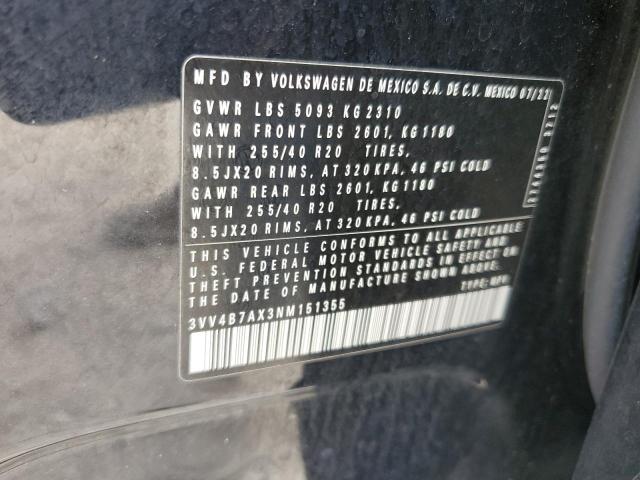 MFD BY VOLKSWAGEN DE MEXICO S.A. DE C.V. MEXICO 07/22
GVWR LBS 5093 KG 2310
GAWR FRONT LBS 2601, KG 1180
WITH 255/40 R20 TIRES,
8.5JX20 RIMS, AT 320 KPA, 46 PSI COLD
GAWR REAR LBS 2601, KG 1180
WITH 255/40 R20 TIRES,
8.5JX20 RIMS, AT 320 KPA, 46 PSI COLD
THIS VEHICLE CONFORMS TO ALL APPLICABLE
U.S. FEDERAL MOTOR VEHICLE SAFETY AND
THEFT PREVENTION STANDARDS IN EFFECT ON
THE DATE OF MANUFACTURE SHOWN ABOVE.
TYPE: MPV
3VV4B7AX3NM151355